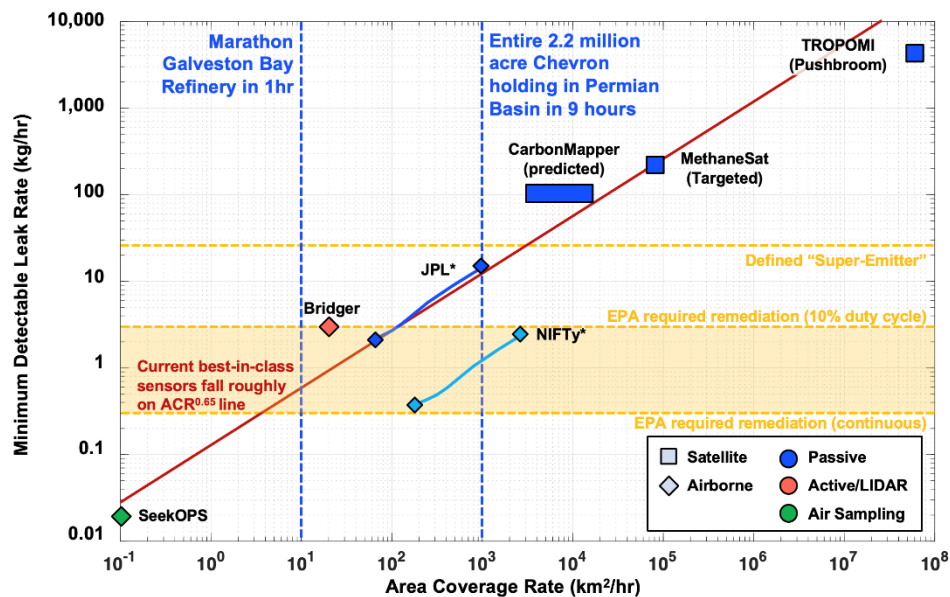 10,000
1,000
100
10
1
0.1
0.01
Minimum Detectable Leak Rate (kg/hr)
Marathon
Galveston Bay
Refinery in 1hr
Entire 2.2 million
acre Chevron
holding in Permian
Basin in 9 hours
TROPOMI
(Pushbroom)
CarbonMapper
(predicted)
MethaneSat
(Targeted)
Defined “Super-Emitter”
JPL*
Bridger
EPA required remediation (10% duty cycle)
NIFTy*
Current best-in-class
sensors fall roughly
on ACR^0.65 line
EPA required remediation (continuous)
SeekOPS
Satellite
Airborne
Passive
Active/LIDAR
Air Sampling
10^-1
10^0
10^1
10^2
10^3
10^4
10^5
10^6
10^7
10^8
Area Coverage Rate (km²/hr)